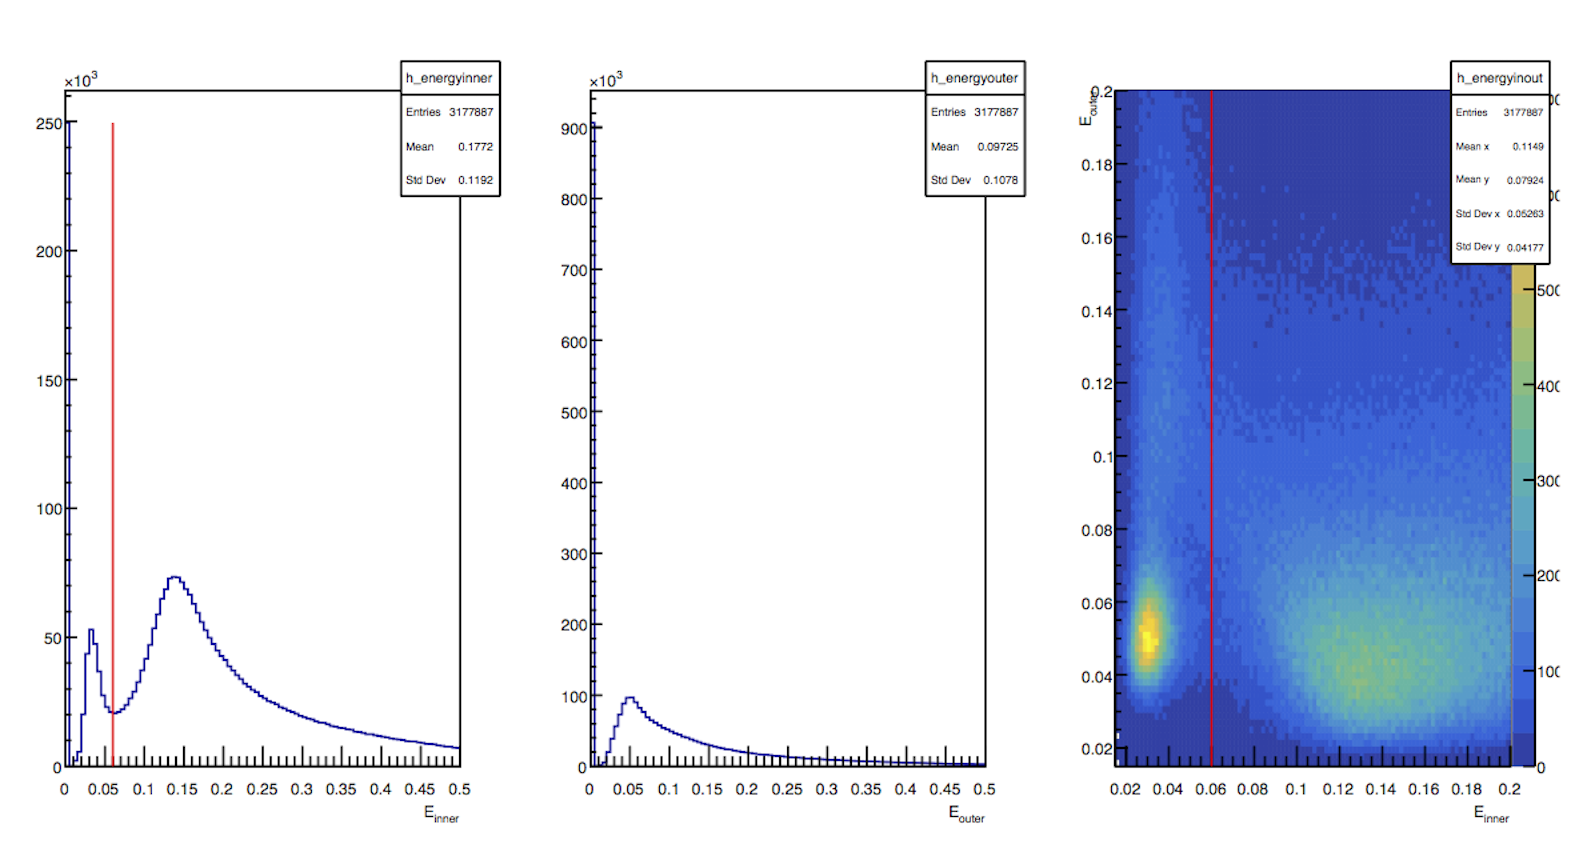 ×10³
h_energyinner
Entries 3177887
Mean 0.1772
Std Dev 0.1192
250
200
150
100
50
0
0 0.05 0.1 0.15 0.2 0.25 0.3 0.35 0.4 0.45 0.5
E_inner
×10³
h_energyouter
Entries 3177887
Mean 0.09725
Std Dev 0.1078
900
800
700
600
500
400
300
200
100
0
0 0.05 0.1 0.15 0.2 0.25 0.3 0.35 0.4 0.45 0.5
E_outer
h_energyinout
Entries 3177887
Mean x 0.1149
Mean y 0.07924
Std Dev x 0.05263
Std Dev y 0.04177
E_outer
0.2
0.18
0.16
0.14
0.12
0.1
0.08
0.06
0.04
0.02
0.02 0.04 0.06 0.08 0.1 0.12 0.14 0.16 0.18 0.2
E_inner
500
400
300
200
100
0